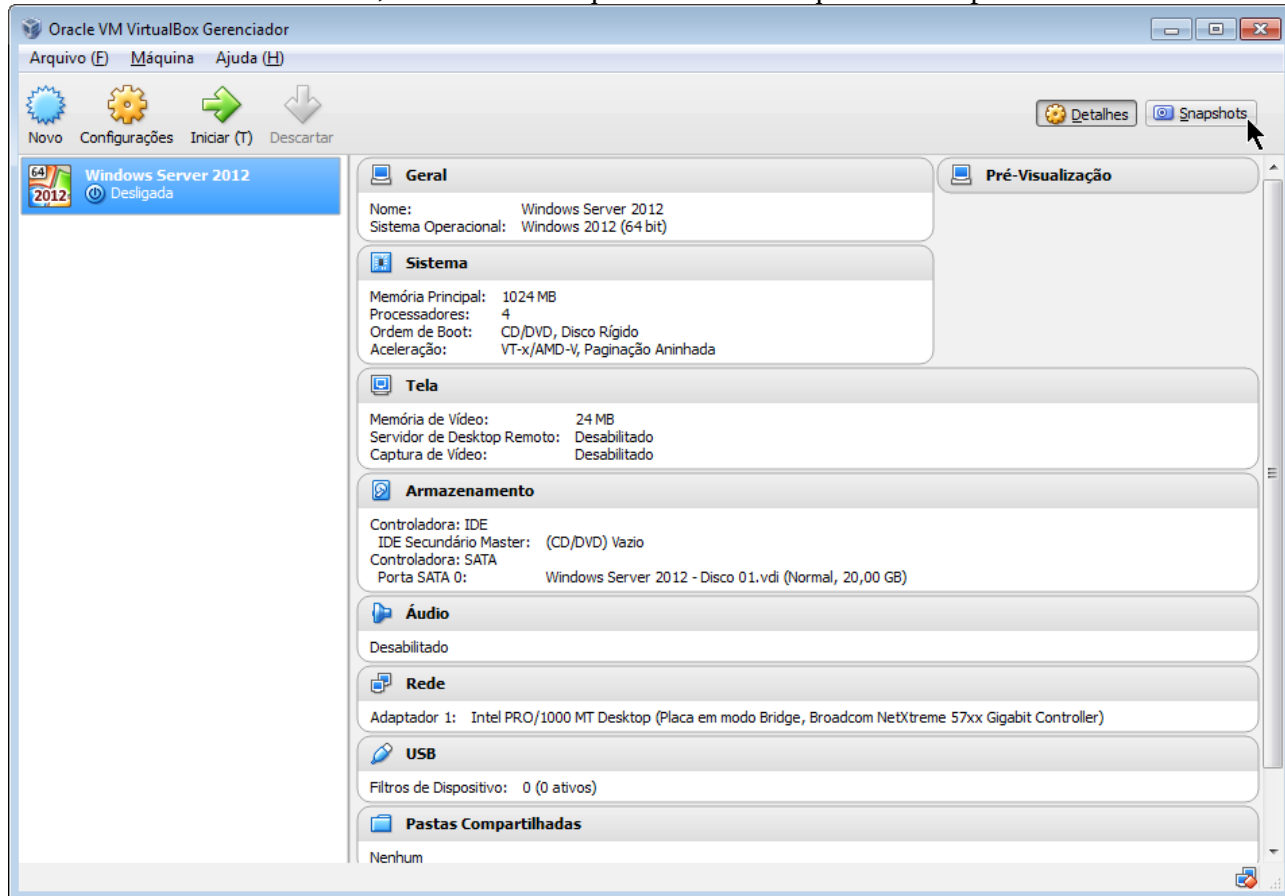 Oracle VM VirtualBox Gerenciador
Arquivo (F) Máquina Ajuda (H)
Novo Configurações Iniciar (T) Descartar
Detalhes Snapshots
64
2012
Windows Server 2012
Desligada
Geral
Nome: Windows Server 2012
Sistema Operacional: Windows 2012 (64 bit)
Pré-Visualização
Sistema
Memória Principal: 1024 MB
Processadores: 4
Ordem de Boot: CD/DVD, Disco Rígido
Aceleração: VT-x/AMD-V, Paginação Aninhada
Tela
Memória de Vídeo: 24 MB
Servidor de Desktop Remoto: Desabilitado
Captura de Vídeo: Desabilitado
Armazenamento
Controladora: IDE
IDE Secundário Master: (CD/DVD) Vazio
Controladora: SATA
Porta SATA 0: Windows Server 2012 - Disco 01.vdi (Normal, 20,00 GB)
Áudio
Desabilitado
Rede
Adaptador 1: Intel PRO/1000 MT Desktop (Placa em modo Bridge, Broadcom NetXtreme 57xx Gigabit Controller)
USB
Filtros de Dispositivo: 0 (0 ativos)
Pastas Compartilhadas
Nenhum